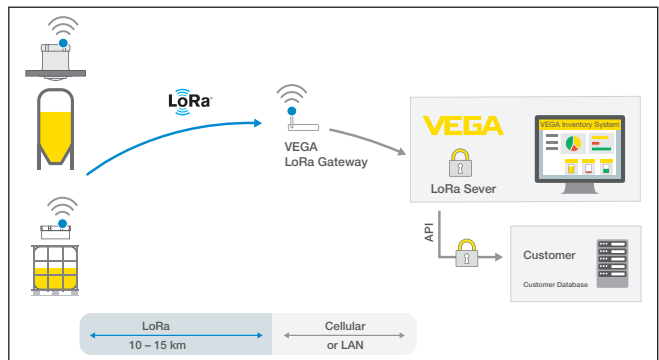 LoRa
VEGA
LoRa Gateway
VEGA
LoRa Sever
VEGA Inventory System
API
Customer
Customer Database
LoRa
10 – 15 km
Cellular
or LAN